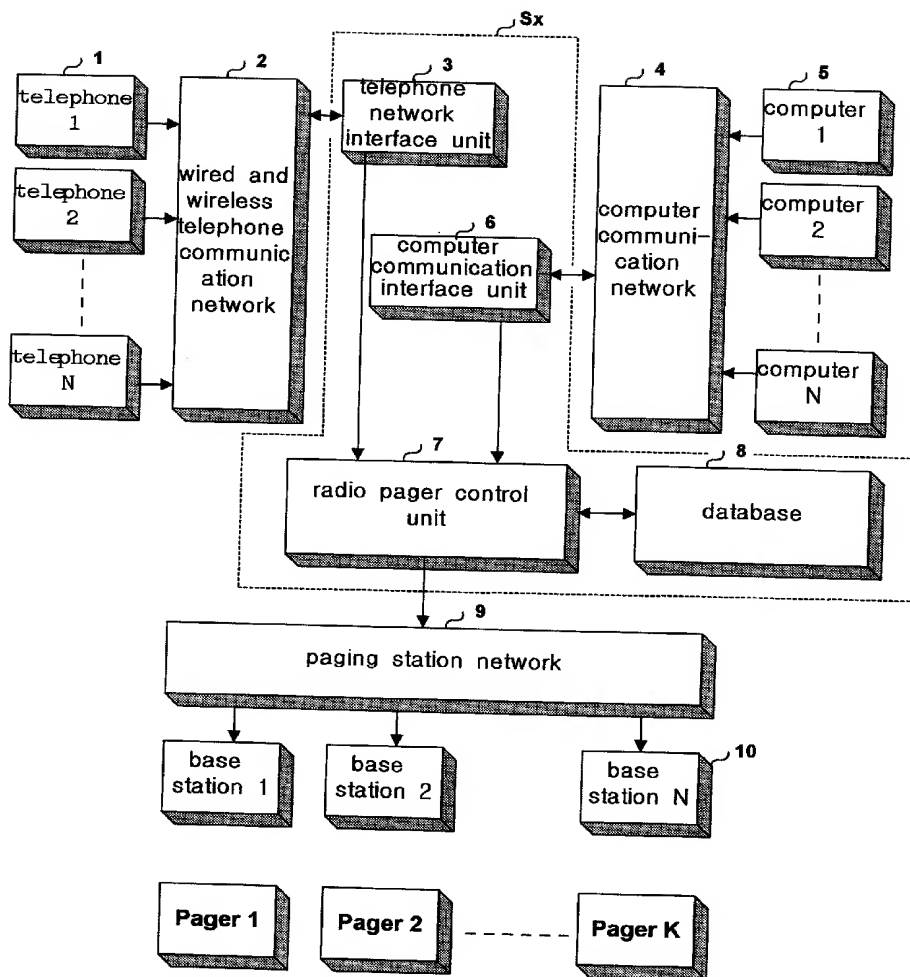 Sx
1
2
3
4
5
telephone
1
telephone
2
telephone
N
wired and
wireless
telephone
communic
ation
network
telephone
network
interface unit
6
computer
communication
interface unit
computer
communi-
cation
network
computer
1
computer
2
computer
N
7
radio pager control
unit
8
database
9
paging station network
base
station 1
base
station 2
base
station N
10
Pager 1
Pager 2
Pager K